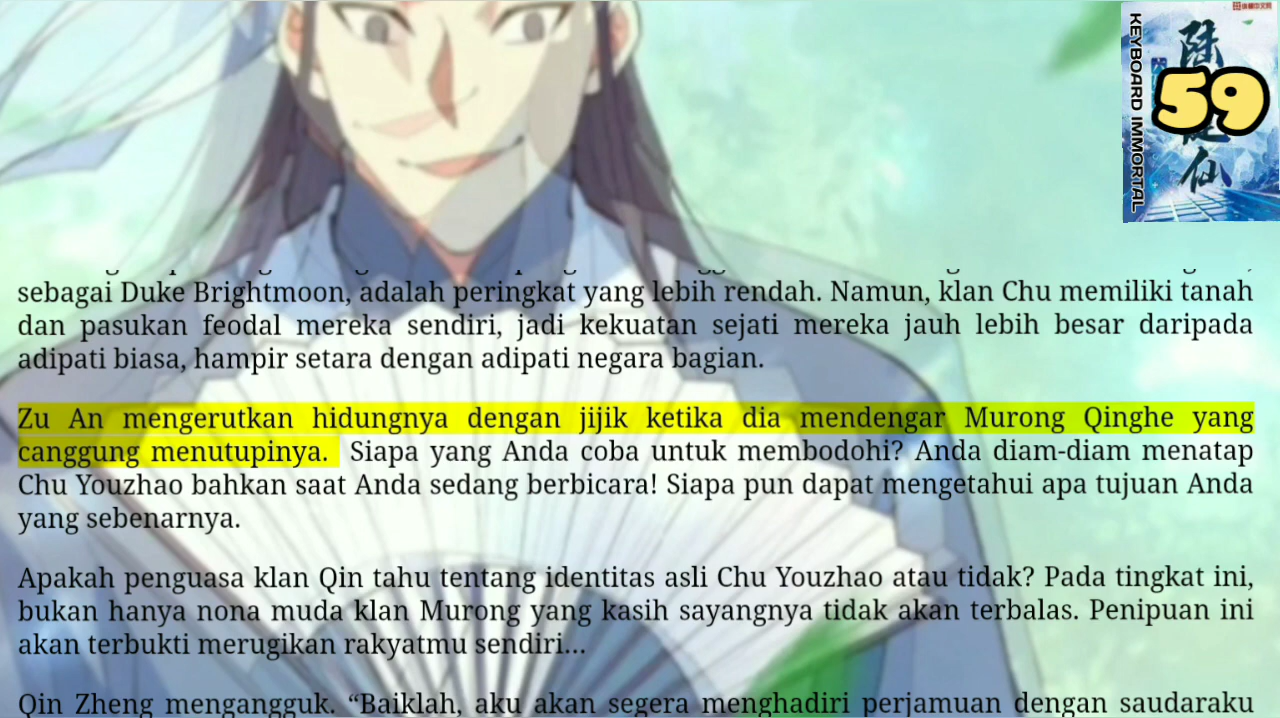 KEYBOARD IMMORTAL
59
仙
sebagai Duke Brightmoon, adalah peringkat yang lebih rendah. Namun, klan Chu memiliki tanah
dan pasukan feodal mereka sendiri, jadi kekuatan sejati mereka jauh lebih besar daripada
adipati biasa, hampir setara dengan adipati negara bagian.
Zu An mengerutkan hidungnya dengan jijik ketika dia mendengar Murong Qinghe yang
canggung menutupinya. Siapa yang Anda coba untuk membodohi? Anda diam-diam menatap
Chu Youzhao bahkan saat Anda sedang berbicara! Siapa pun dapat mengetahui apa tujuan Anda
yang sebenarnya.
Apakah penguasa klan Qin tahu tentang identitas asli Chu Youzhao atau tidak? Pada tingkat ini,
bukan hanya nona muda klan Murong yang kasih sayangnya tidak akan terbalas. Penipuan ini
akan terbukti merugikan rakyatmu sendiri...
Qin Zheng mengangguk. “Baiklah, aku akan segera menghadiri perjamuan dengan saudaraku